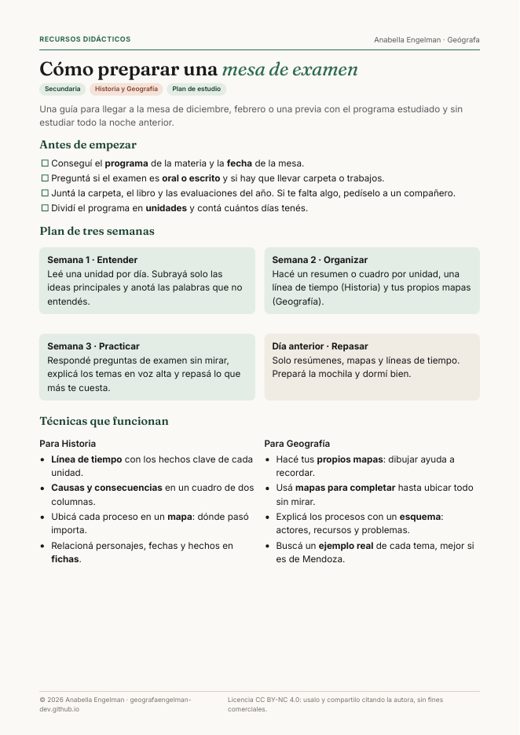 RECURSOS DIDÁCTICOS
Anabella Engelman · Geógrafa
Cómo preparar una mesa de examen
Secundaria
Historia y Geografía
Plan de estudio
Una guía para llegar a la mesa de diciembre, febrero o una previa con el programa estudiado y sin
estudiar todo la noche anterior.
Antes de empezar
☐ Conseguí el programa de la materia y la fecha de la mesa.
☐ Preguntá si el examen es oral o escrito y si hay que llevar carpeta o trabajos.
☐ Juntá la carpeta, el libro y las evaluaciones del año. Si te falta algo, pedíselo a un compañero.
☐ Dividí el programa en unidades y contá cuántos días tenés.
Plan de tres semanas
Semana 1 · Entender
Leé una unidad por día. Subrayá solo las
ideas principales y anotá las palabras que no
entendés.
Semana 2 · Organizar
Hacé un resumen o cuadro por unidad, una
línea de tiempo (Historia) y tus propios mapas
(Geografía).
Semana 3 · Practicar
Respondé preguntas de examen sin mirar,
explicá los temas en voz alta y repasá lo que
más te cuesta.
Día anterior · Repasar
Solo resúmenes, mapas y líneas de tiempo.
Prepará la mochila y dormí bien.
Técnicas que funcionan
Para Historia
• Línea de tiempo con los hechos clave de cada
unidad.
• Causas y consecuencias en un cuadro de dos
columnas.
• Ubicá cada proceso en un mapa: dónde pasó
importa.
• Relacioná personajes, fechas y hechos en
fichas.
Para Geografía
• Hacé tus propios mapas: dibujar ayuda a
recordar.
• Usá mapas para completar hasta ubicar todo
sin mirar.
• Explicá los procesos con un esquema:
actores, recursos y problemas.
• Buscá un ejemplo real de cada tema, mejor si
es de Mendoza.
© 2026 Anabella Engelman · geografaengelman-
dev.github.io
Licencia CC BY-NC 4.0: usalo y compartilo citando la autora, sin fines
comerciales.